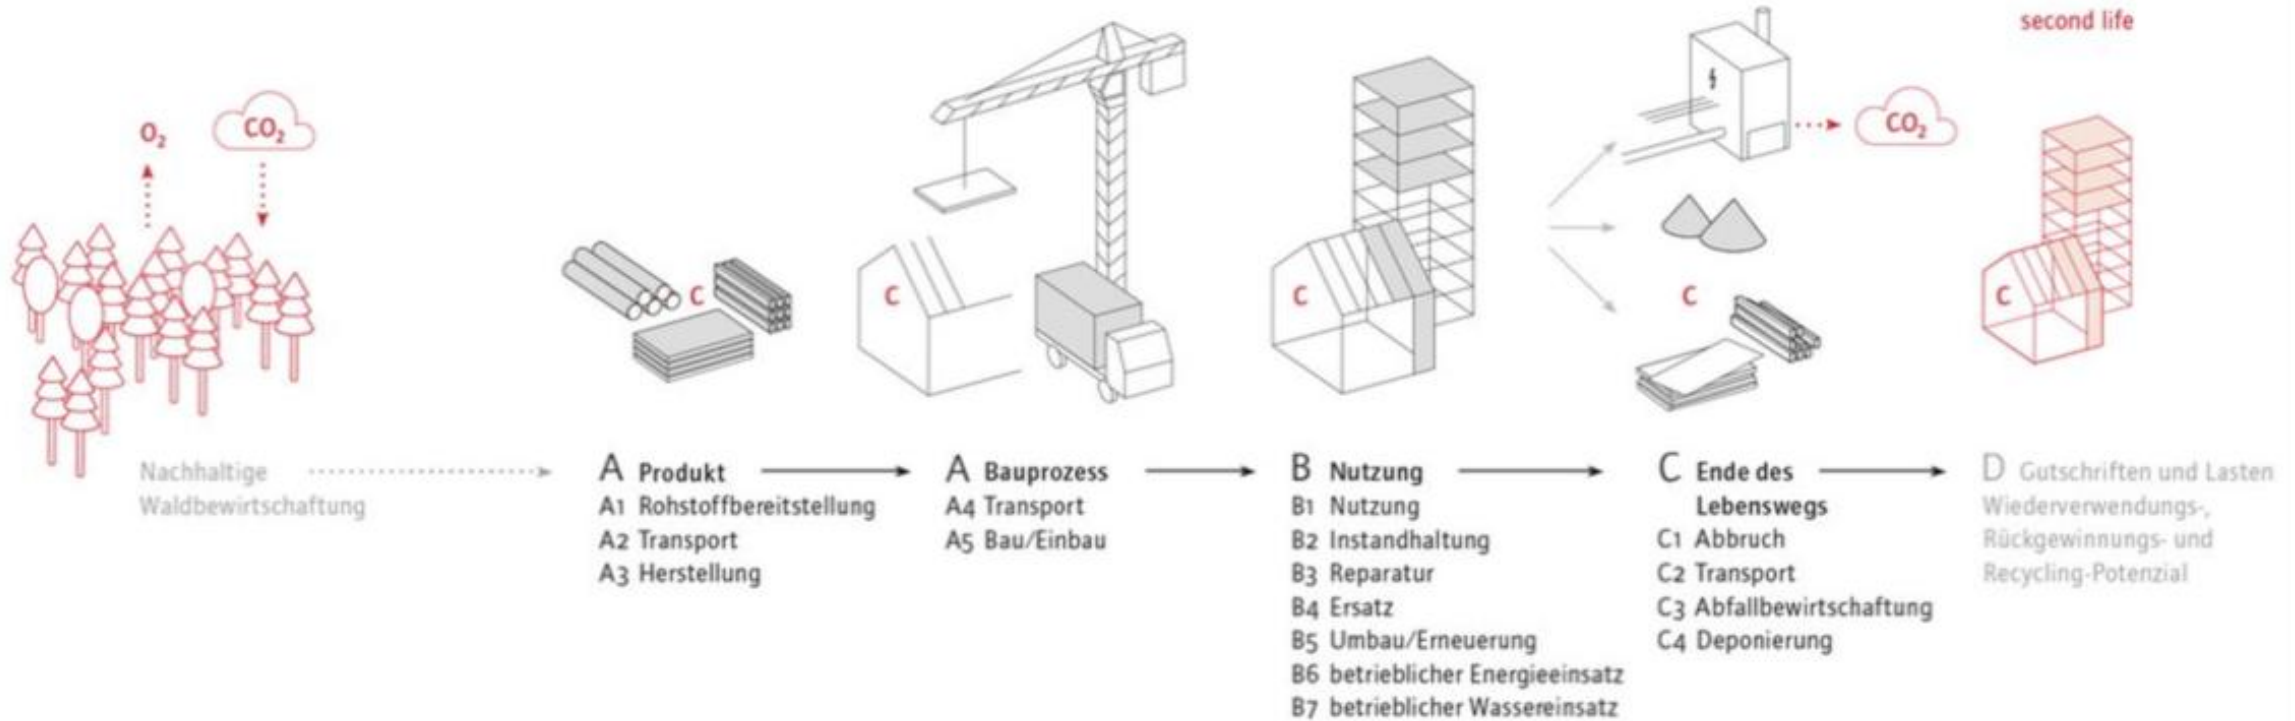 second life
O₂
CO₂
CO₂
C
C
C
C
C
Nachhaltige
Waldbewirtschaftung
A Produkt
A1 Rohstoffbereitstellung
A2 Transport
A3 Herstellung
A Bauprozess
A4 Transport
A5 Bau/Einbau
B Nutzung
B1 Nutzung
B2 Instandhaltung
B3 Reparatur
B4 Ersatz
B5 Umbau/Erneuerung
B6 betrieblicher Energieeinsatz
B7 betrieblicher Wassereinsatz
C Ende des
Lebenswegs
C1 Abbruch
C2 Transport
C3 Abfallbewirtschaftung
C4 Deponierung
D Gutschriften und Lasten
Wiederverwendungs-,
Rückgewinnungs- und
Recycling-Potenzial